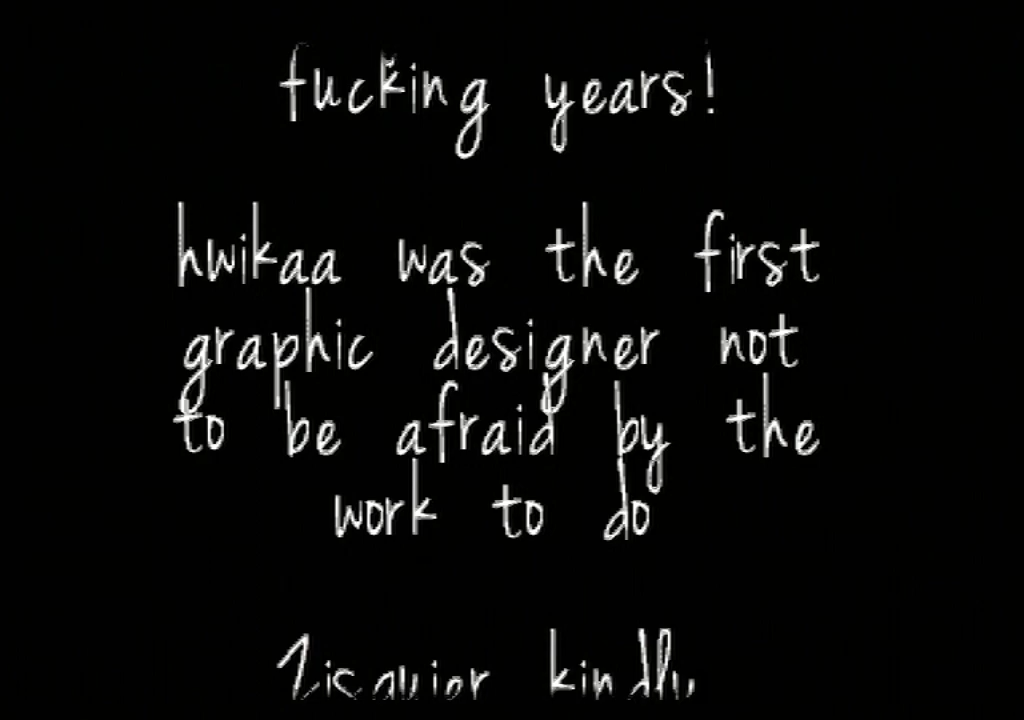 fucking years!
hwikaa was the first
graphic designer not
to be afraid by the
work to do
kindly